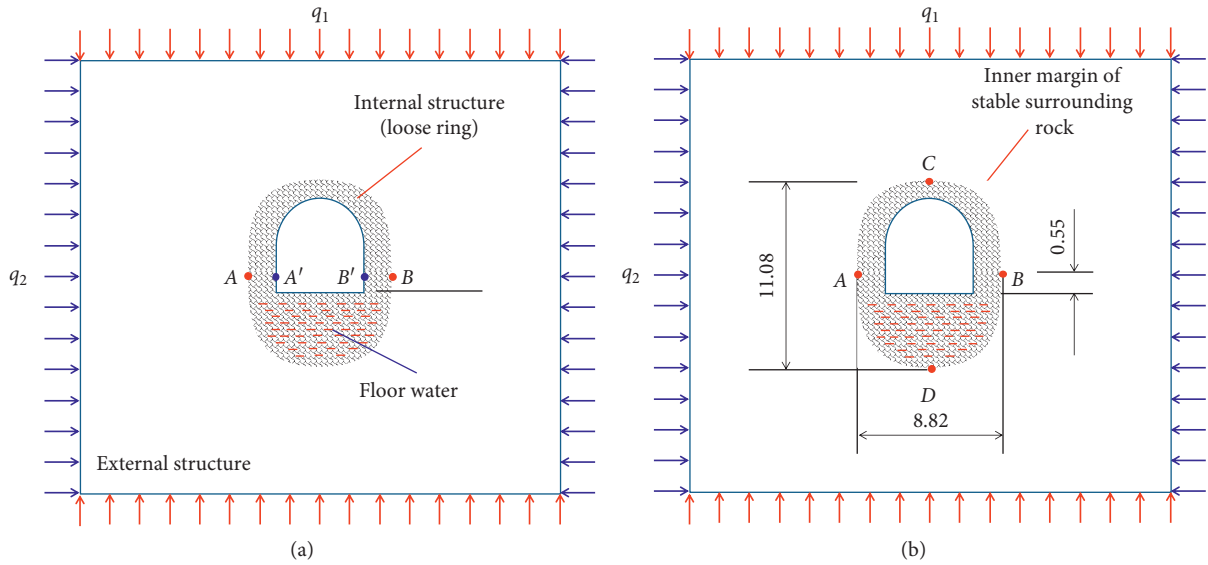 q1
Internal structure
(loose ring)
q2
A
A′
B′
B
Floor water
External structure
(a)
q1
Inner margin of
stable surrounding
rock
C
11.08
0.55
q2
A
B
D
8.82
(b)